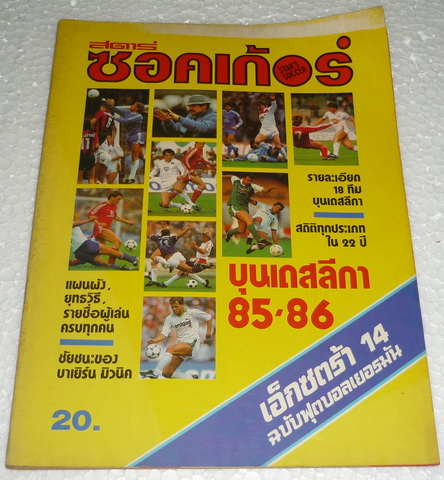 สตาร์
ซอคเก้อร์
STAR'S
SOCCER
รายละเอียด
18 ทีม
บุนเดสลีกา
สถิติทุกประเภท
ใน 22 ปี
บุนเดสลีกา
85-86
แผนผัง,
ยุทธวิธี,
รายชื่อผู้เล่น
ครบทุกคน
ชัยชนะของ
บาเยิร์น มิวนิค
เอ็กซตร้า 14
ฉบับฟุตบอลเยอรมัน
20.